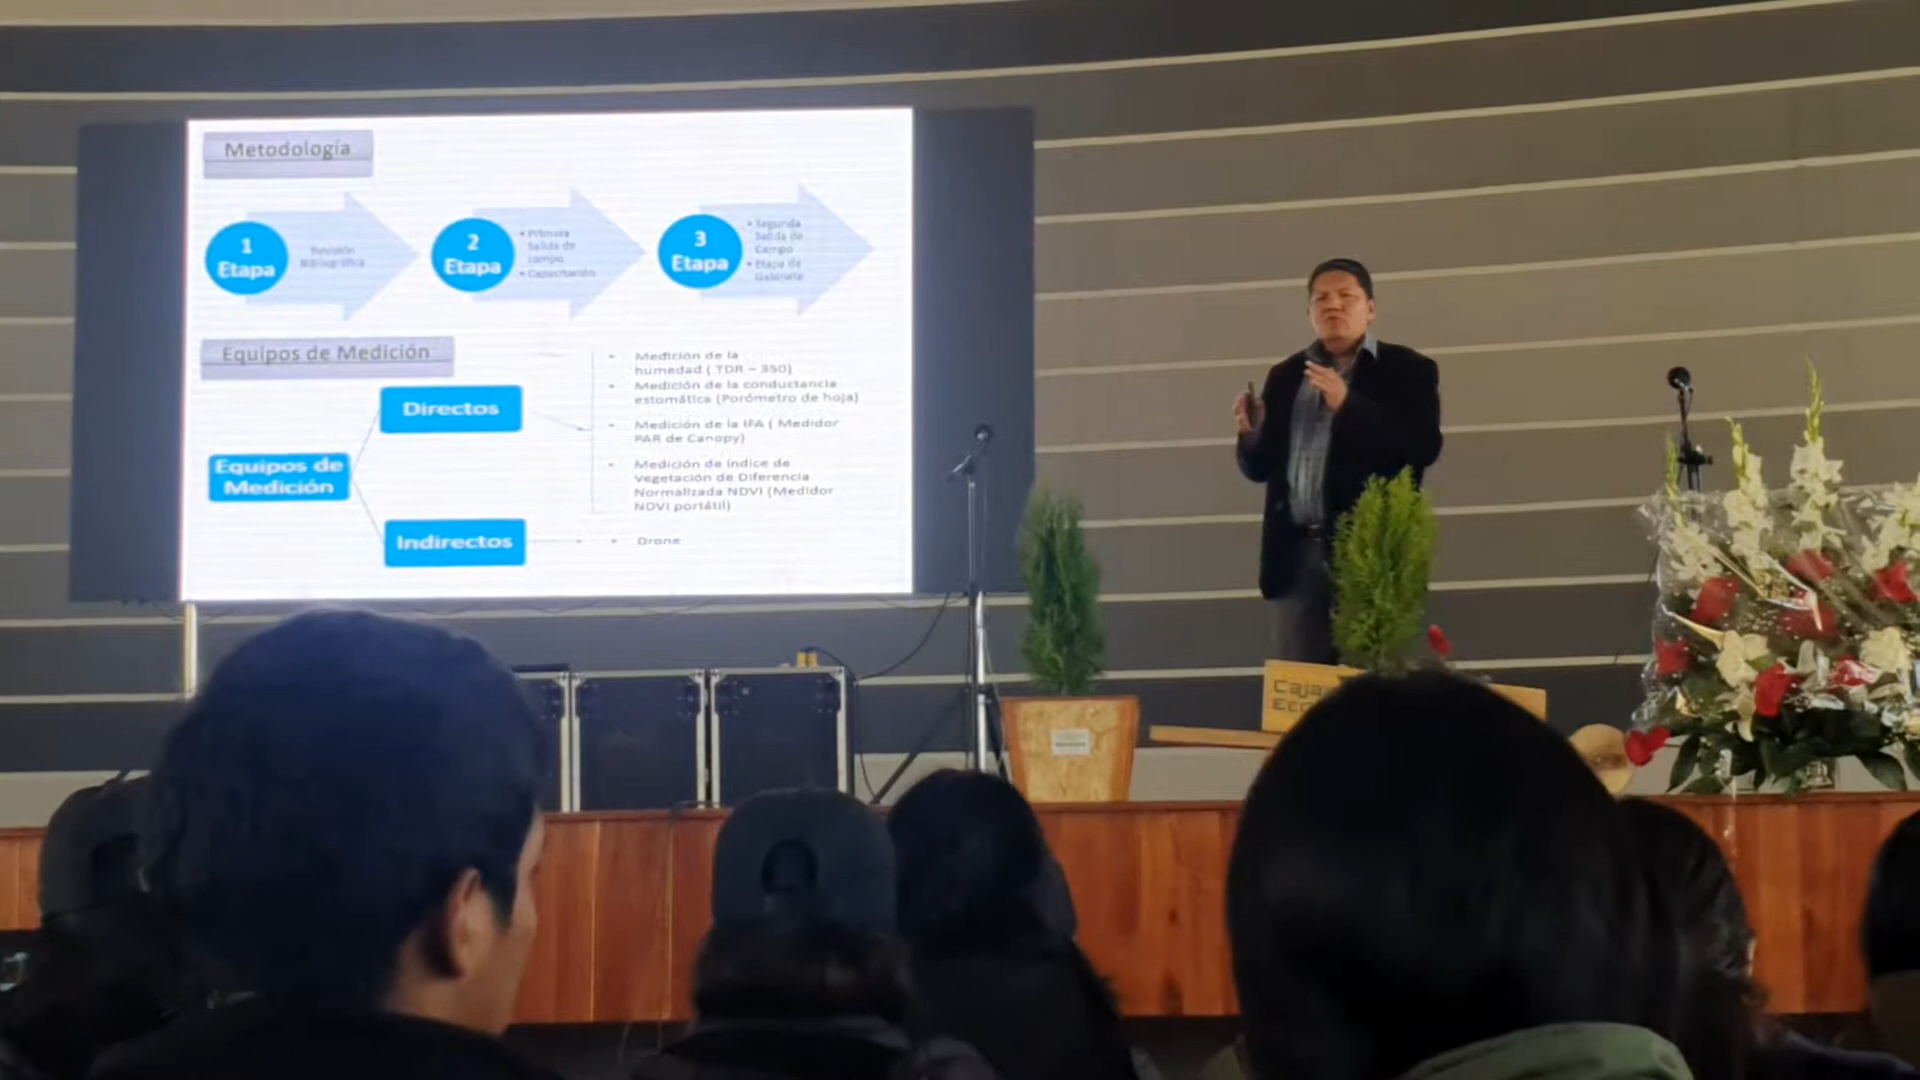 Metodología
1
Etapa
Revisión
Bibliográfica
2
Etapa
• Primera
Salida de
campo
• Capacitación
3
Etapa
• Segunda
Salida de
Campo
• Etapa de
Gabinete
Equipos de Medición
Equipos de
Medición
Directos
• Medición de la
humedad ( TDR – 350)
• Medición de la conductancia
estomática (Porómetro de hoja)
• Medición de la IFA ( Medidor
PAR de Canopy)
• Medición de índice de
Vegetación de Diferencia
Normalizada NDVI (Medidor
NDVI portátil)
Indirectos
• Drone